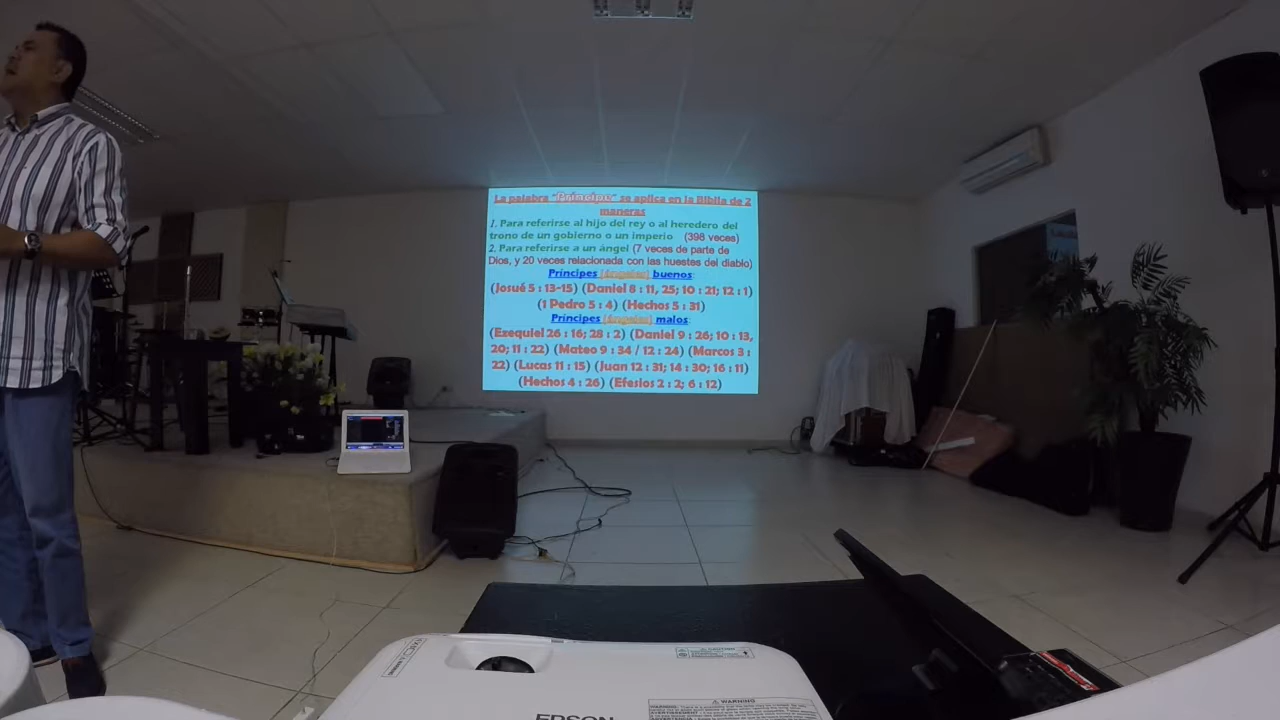 La palabra "Príncipe" se aplica en la Biblia de 2
maneras
1. Para referirse al hijo del rey o al heredero del
trono de un gobierno o un imperio (398 veces)
2. Para referirse a un ángel (7 veces de parte de
Dios, y 20 veces relacionada con las huestes del diablo)
Príncipes (ángeles) buenos:
(Josué 5 : 13-15) (Daniel 8 : 11, 25; 10 : 21; 12 : 1)
(1 Pedro 5 : 4) (Hechos 5 : 31)
Príncipes (ángeles) malos:
(Ezequiel 26 : 16; 28 : 2) (Daniel 9 : 26; 10 : 13,
20; 11 : 22) (Mateo 9 : 34 / 12 : 24) (Marcos 3 :
22) (Lucas 11 : 15) (Juan 12 : 31; 14 : 30; 16 : 11)
(Hechos 4 : 26) (Efesios 2 : 2; 6 : 12)
WARNING
EPSON